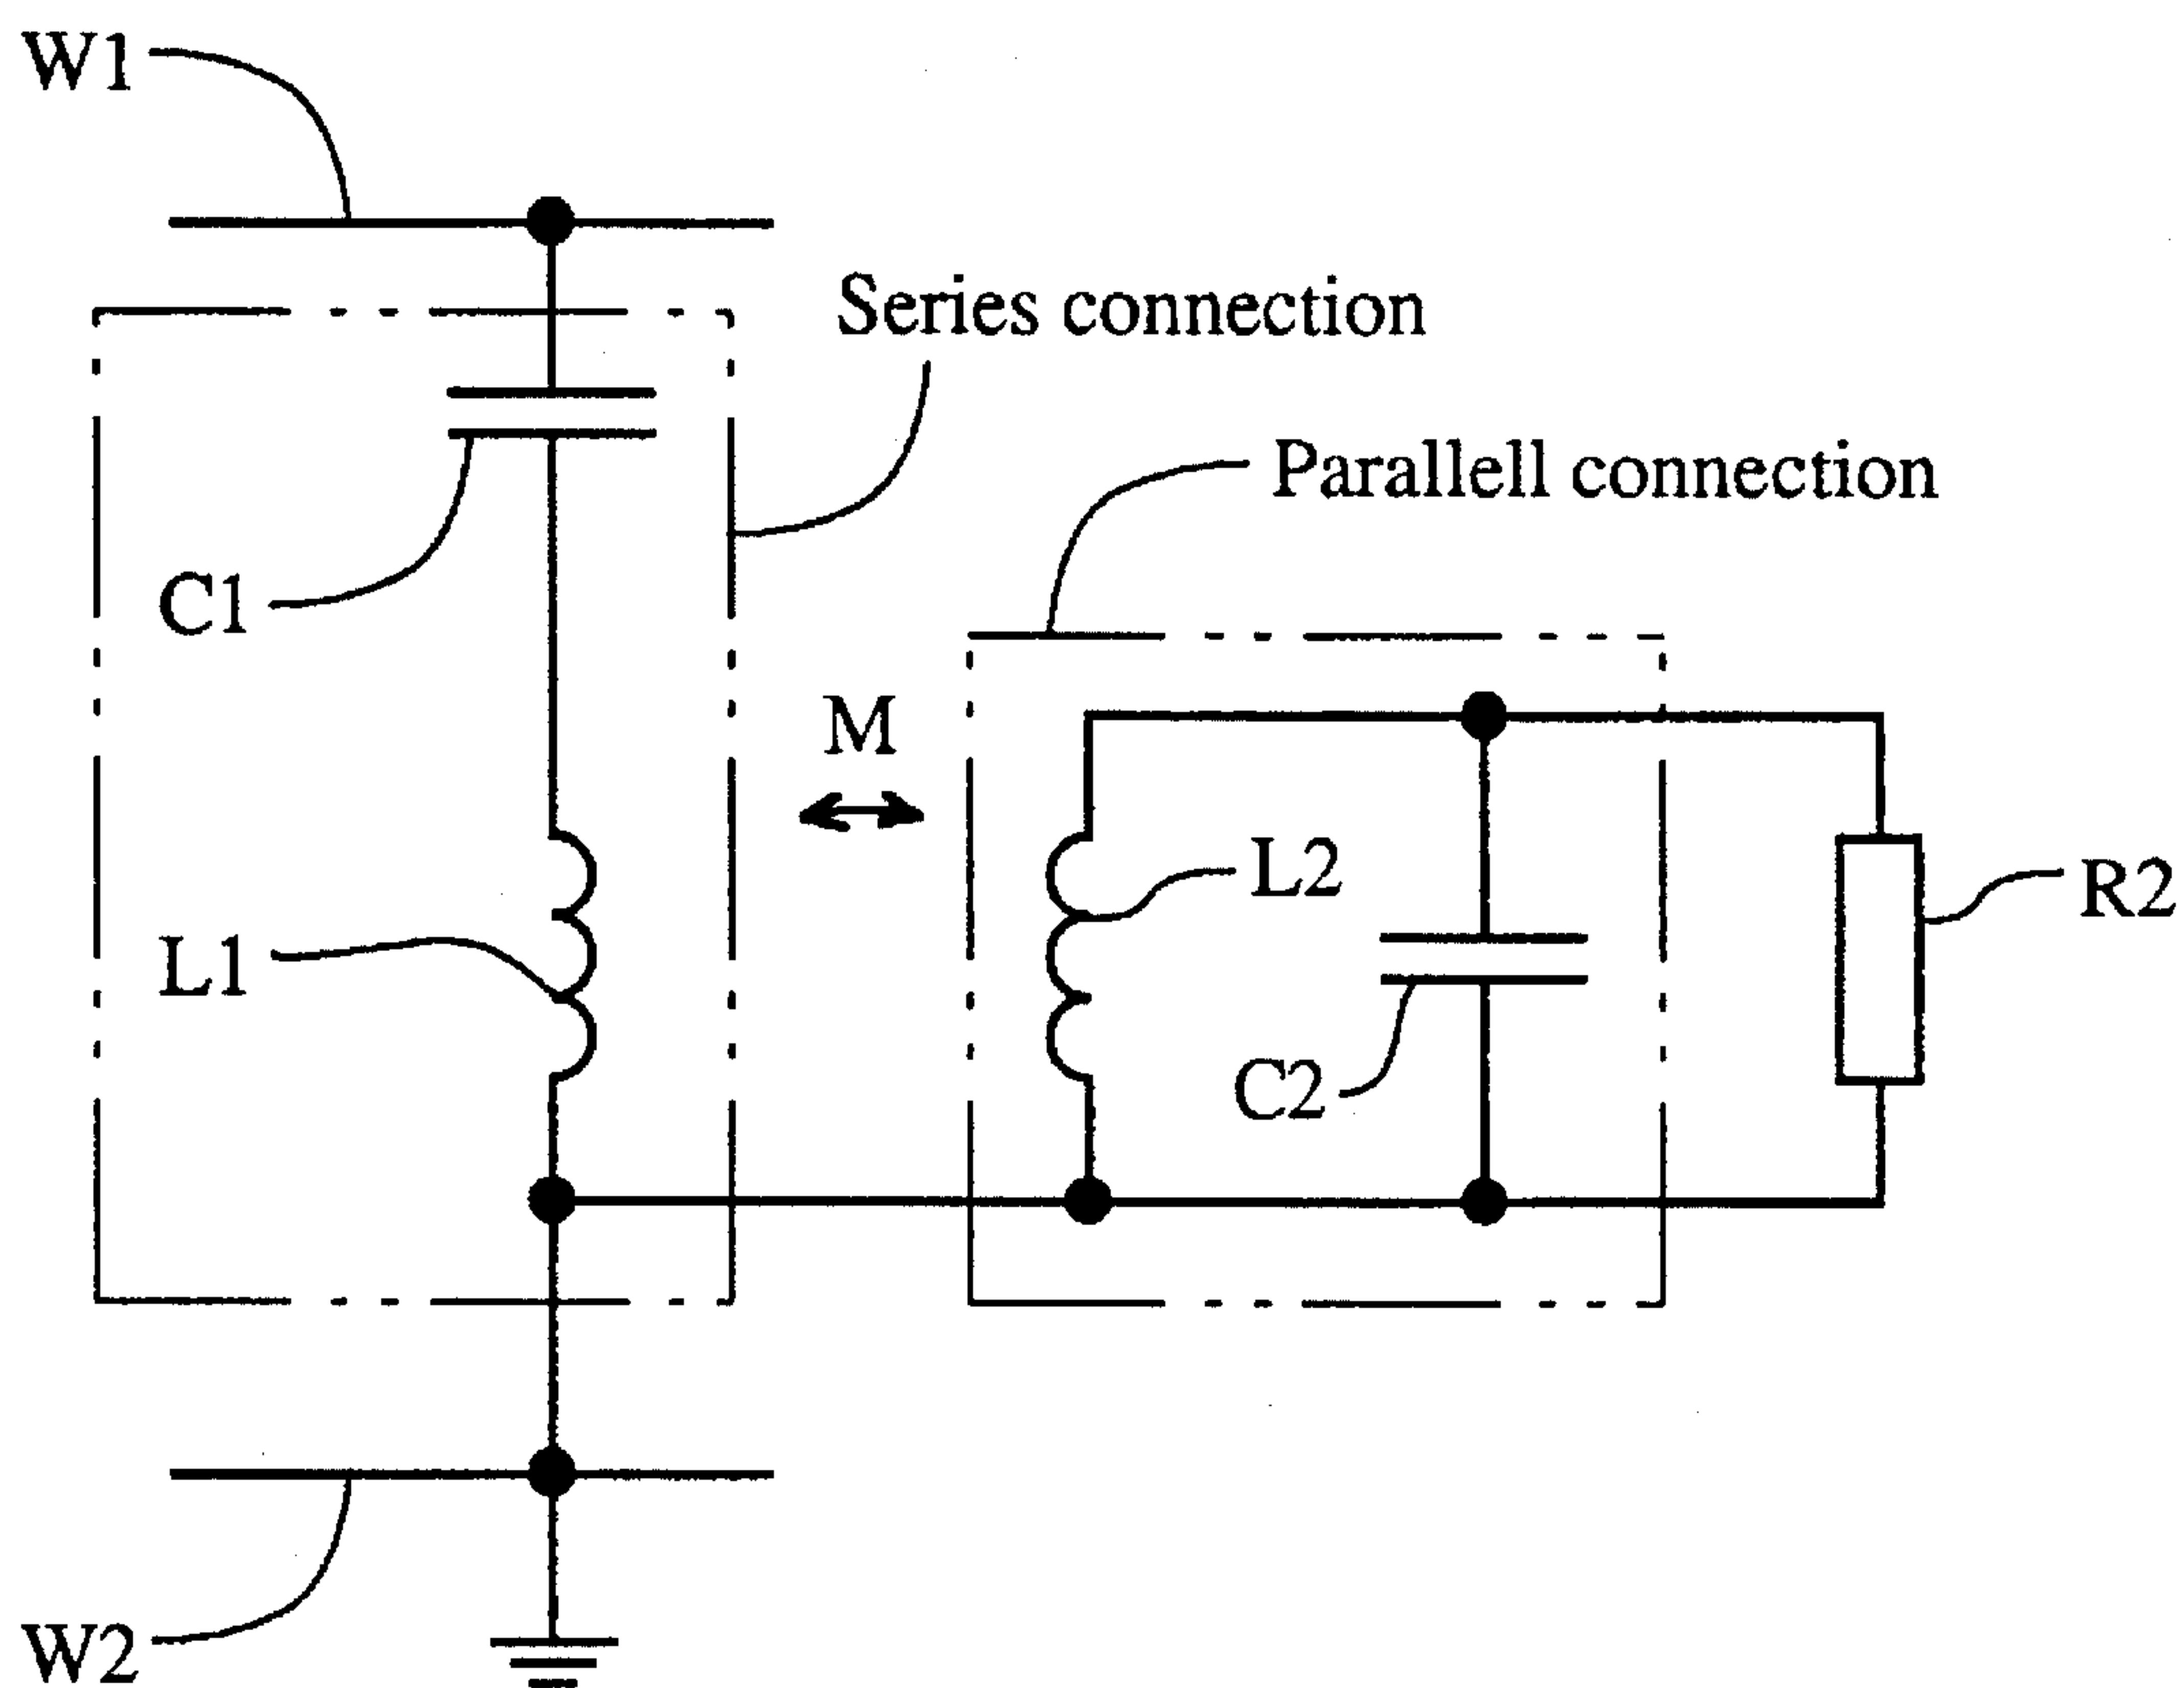 W1
Series connection
Parallell connection
C1
M
L2
R2
L1
C2
W2